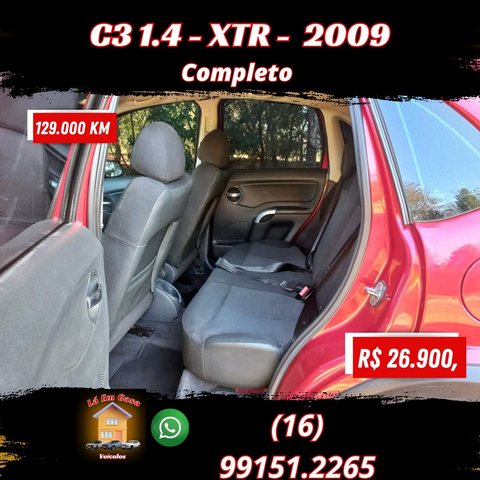 C3 1.4 - XTR - 2009
Completo
129.000 KM
R$ 26.900,
Lá Em Casa
Veículos
(16)
99151.2265